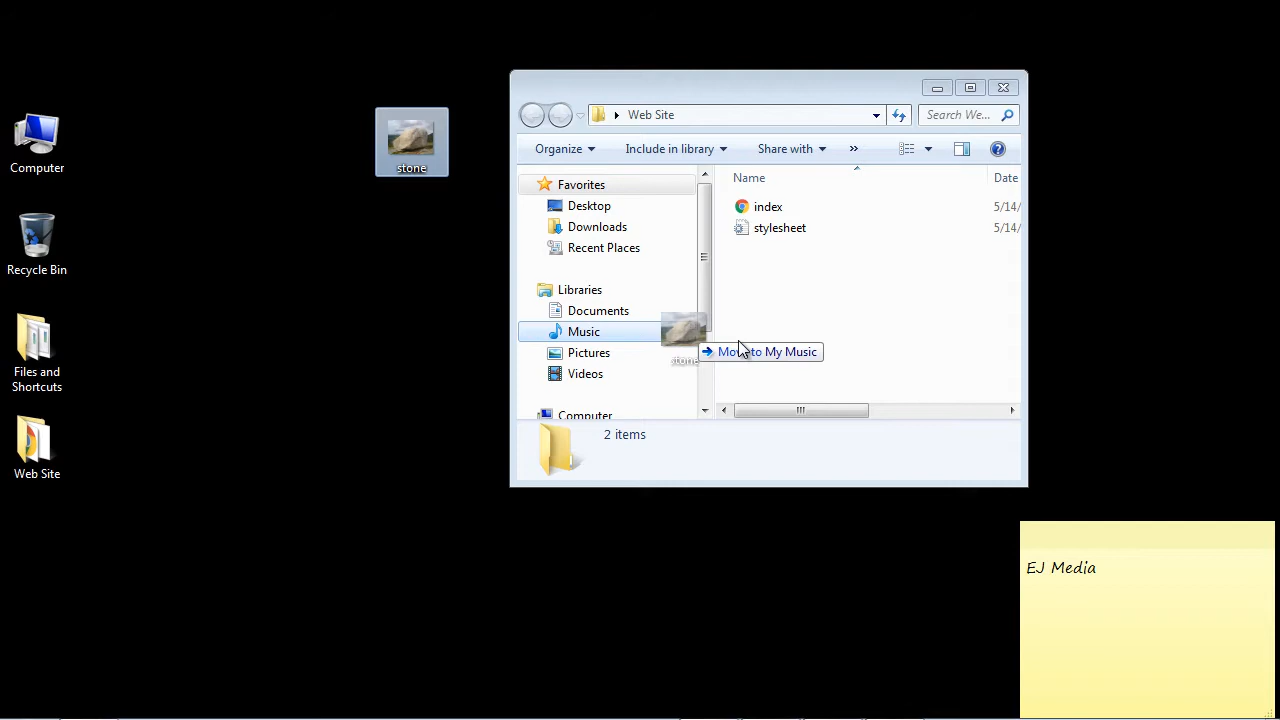 Computer
Recycle Bin
Files and
Shortcuts
Web Site
stone
Web Site
Search We...
Organize
Include in library
Share with
»
Favorites
Desktop
Downloads
Recent Places
Libraries
Documents
Music
Pictures
Videos
Computer
Name
Date
index
5/14/
stylesheet
5/14/
stone
Move to My Music
2 items
EJ Media